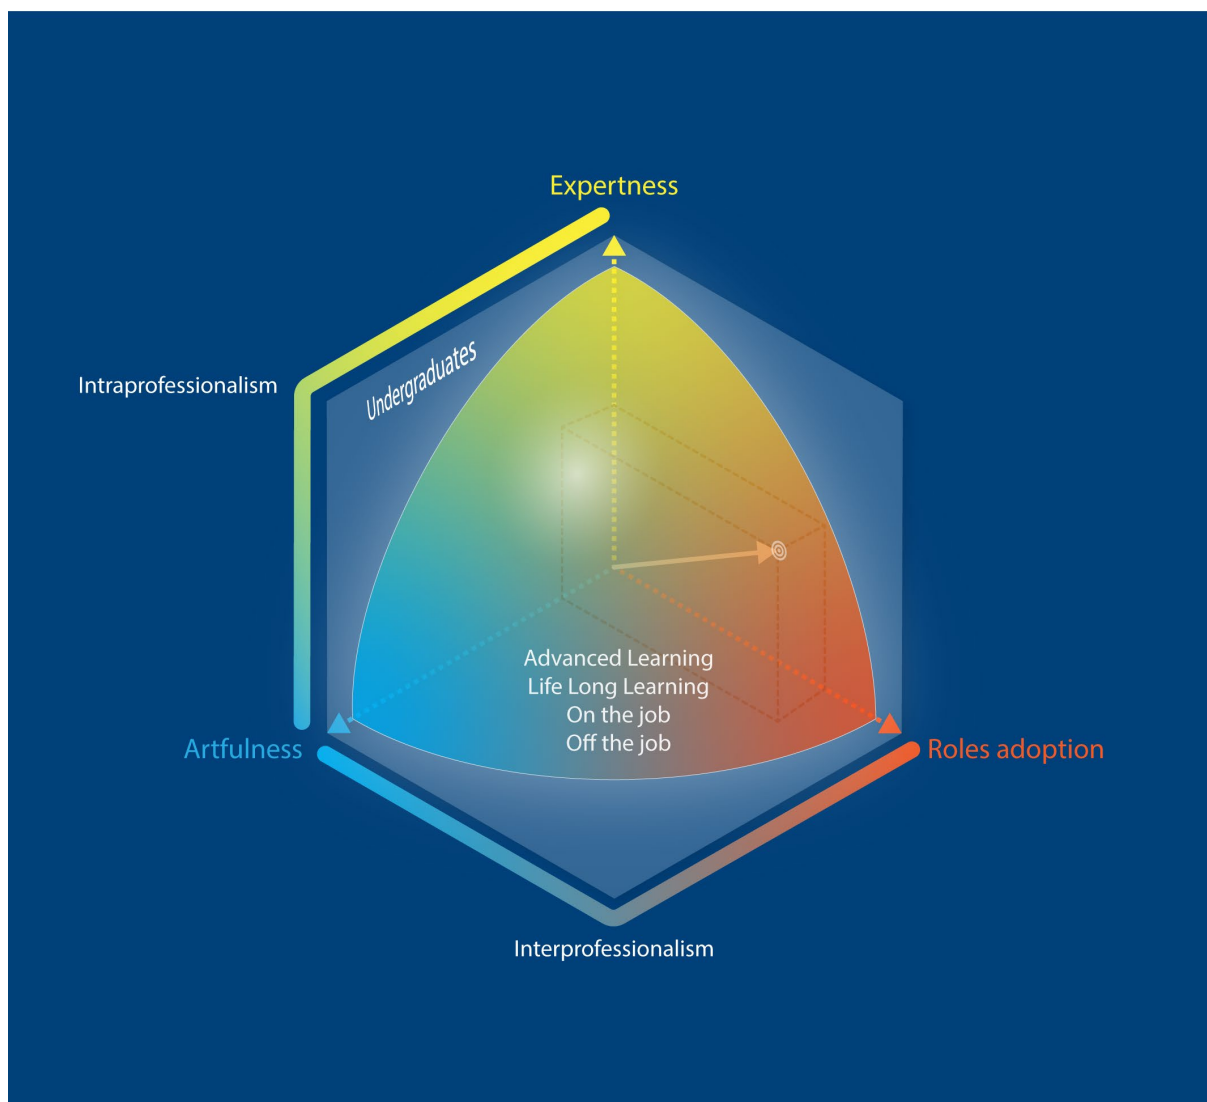 Expertness
Undergraduates
Intraprofessionalism
Advanced Learning
Life Long Learning
On the job
Off the job
Artfulness
Roles adoption
Interprofessionalism